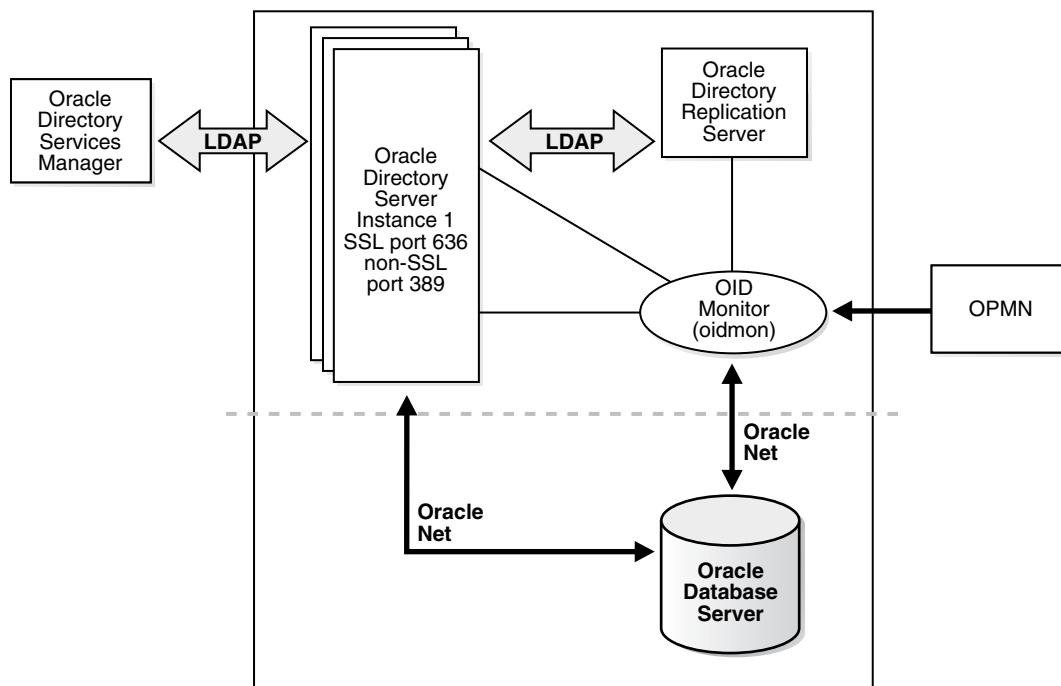 Oracle
Directory
Services
Manager
LDAP
Oracle
Directory
Server
Instance 1
SSL port 636
non-SSL
port 389
LDAP
Oracle
Directory
Replication
Server
OID
Monitor
(oidmon)
OPMN
Oracle
Net
Oracle
Net
Oracle
Database
Server